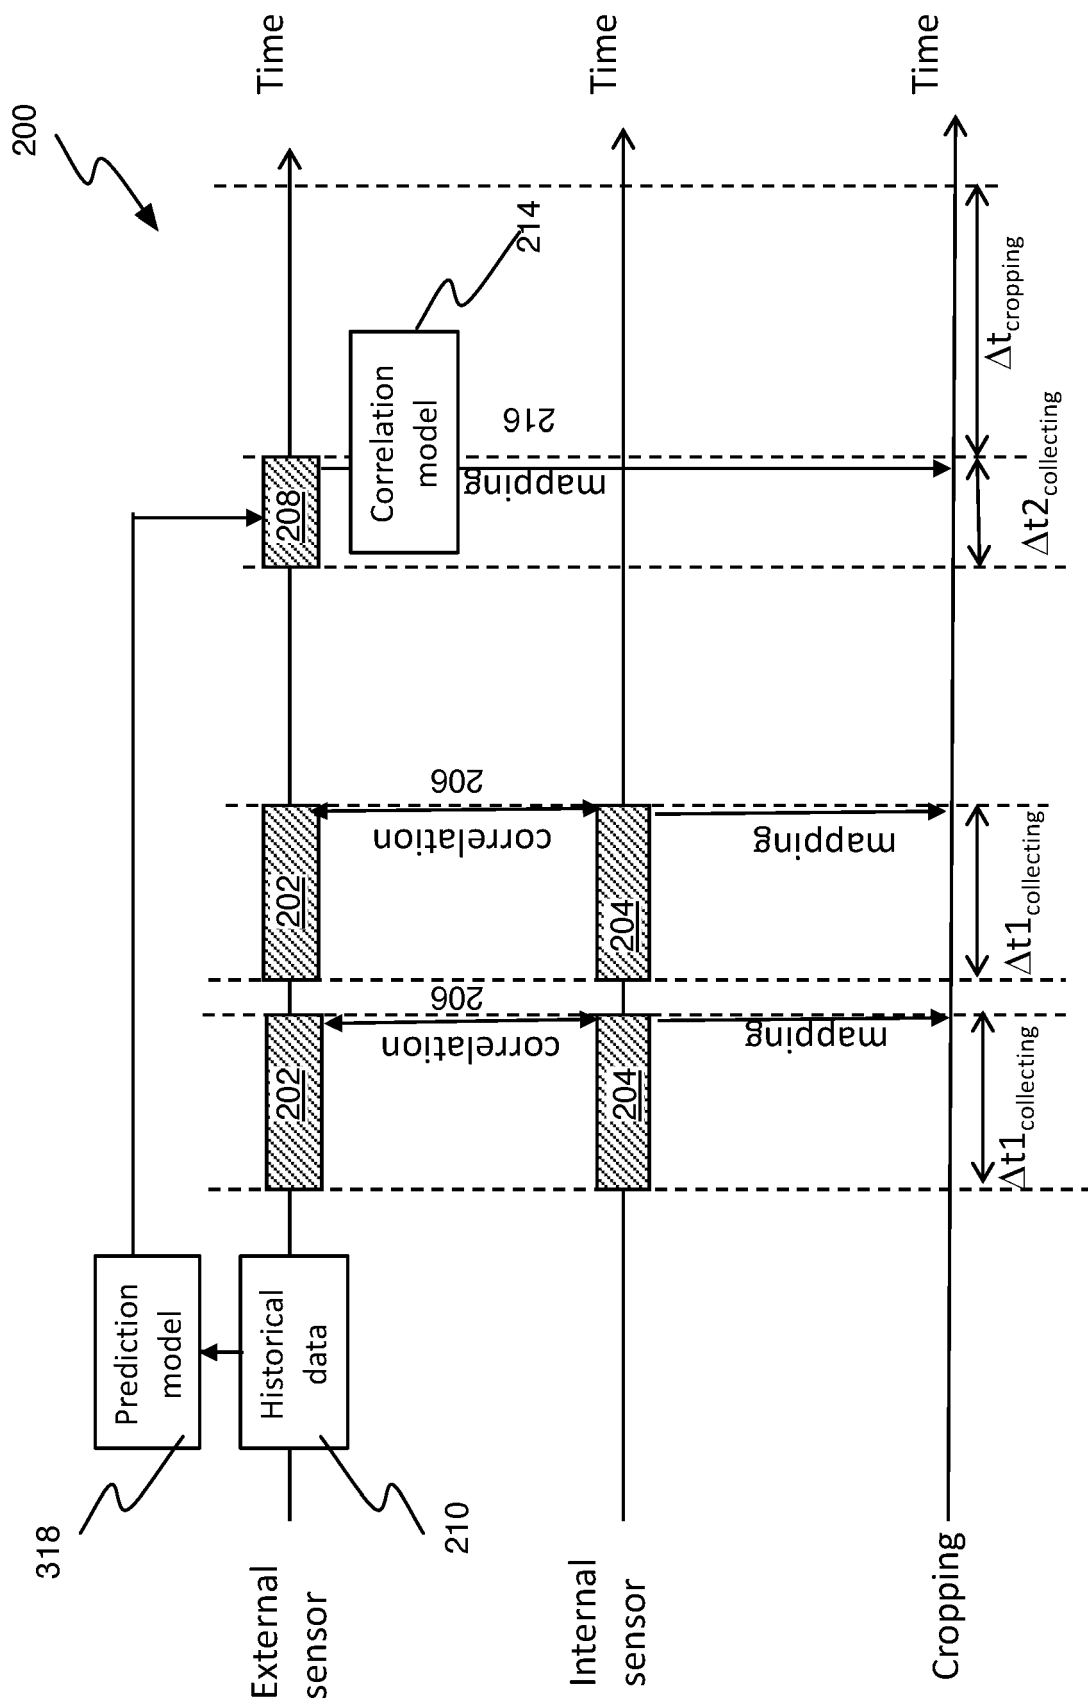 200
318
Prediction
model
Historical
data
210
External
sensor
202
202
208
Time
correlation
206
correlation
206
Correlation
model
214
mapping
216
Internal
sensor
204
204
Time
mapping
mapping
Cropping
Time
Δt1collecting
Δt1collecting
Δt2collecting
Δtcropping